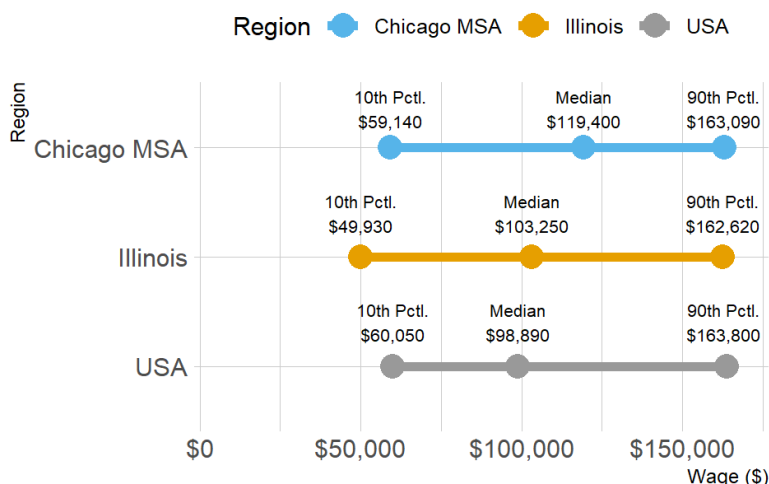 Region Chicago MSA Illinois USA
Region
10th Pctl. Median 90th Pctl.
$59,140 $119,400 $163,090
Chicago MSA
10th Pctl. Median 90th Pctl.
$49,930 $103,250 $162,620
Illinois
10th Pctl. Median 90th Pctl.
$60,050 $98,890 $163,800
USA
$0 $50,000 $100,000 $150,000
Wage ($)